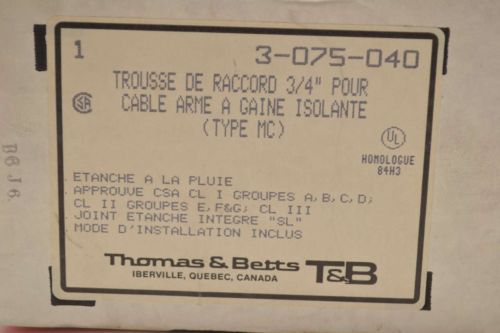 1 3-075-040
TROUSSE DE RACCORD 3/4" POUR
CABLE ARME A GAINE ISOLANTE
(TYPE MC)
CSA
UL
HOMOLOGUE
84H3
ETANCHE A LA PLUIE
APPROUVE CSA CL I GROUPES A,B,C,D;
CL II GROUPES E,F&G; CL III
JOINT ETANCHE INTEGRE "SL"
MODE D'INSTALLATION INCLUS
Thomas & Betts T&B
IBERVILLE, QUEBEC, CANADA
B6J6